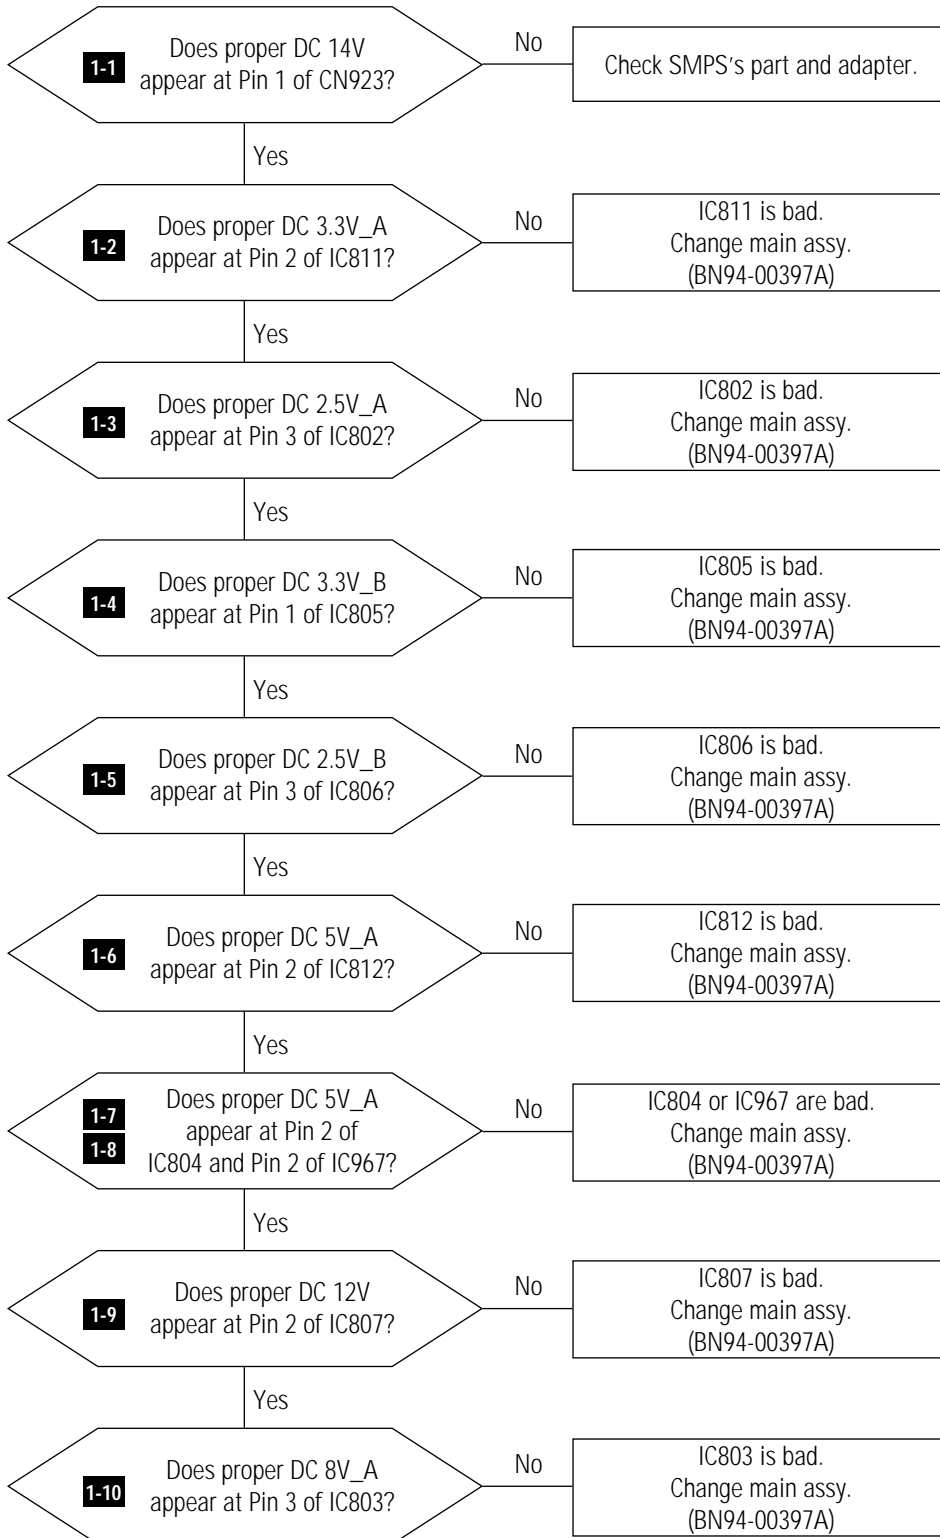 1-1
Does proper DC 14V
appear at Pin 1 of CN923?
No
Check SMPS's part and adapter.
Yes
1-2
Does proper DC 3.3V_A
appear at Pin 2 of IC811?
No
IC811 is bad.
Change main assy.
(BN94-00397A)
Yes
1-3
Does proper DC 2.5V_A
appear at Pin 3 of IC802?
No
IC802 is bad.
Change main assy.
(BN94-00397A)
Yes
1-4
Does proper DC 3.3V_B
appear at Pin 1 of IC805?
No
IC805 is bad.
Change main assy.
(BN94-00397A)
Yes
1-5
Does proper DC 2.5V_B
appear at Pin 3 of IC806?
No
IC806 is bad.
Change main assy.
(BN94-00397A)
Yes
1-6
Does proper DC 5V_A
appear at Pin 2 of IC812?
No
IC812 is bad.
Change main assy.
(BN94-00397A)
Yes
1-7
1-8
Does proper DC 5V_A
appear at Pin 2 of
IC804 and Pin 2 of IC967?
No
IC804 or IC967 are bad.
Change main assy.
(BN94-00397A)
Yes
1-9
Does proper DC 12V
appear at Pin 2 of IC807?
No
IC807 is bad.
Change main assy.
(BN94-00397A)
Yes
1-10
Does proper DC 8V_A
appear at Pin 3 of IC803?
No
IC803 is bad.
Change main assy.
(BN94-00397A)